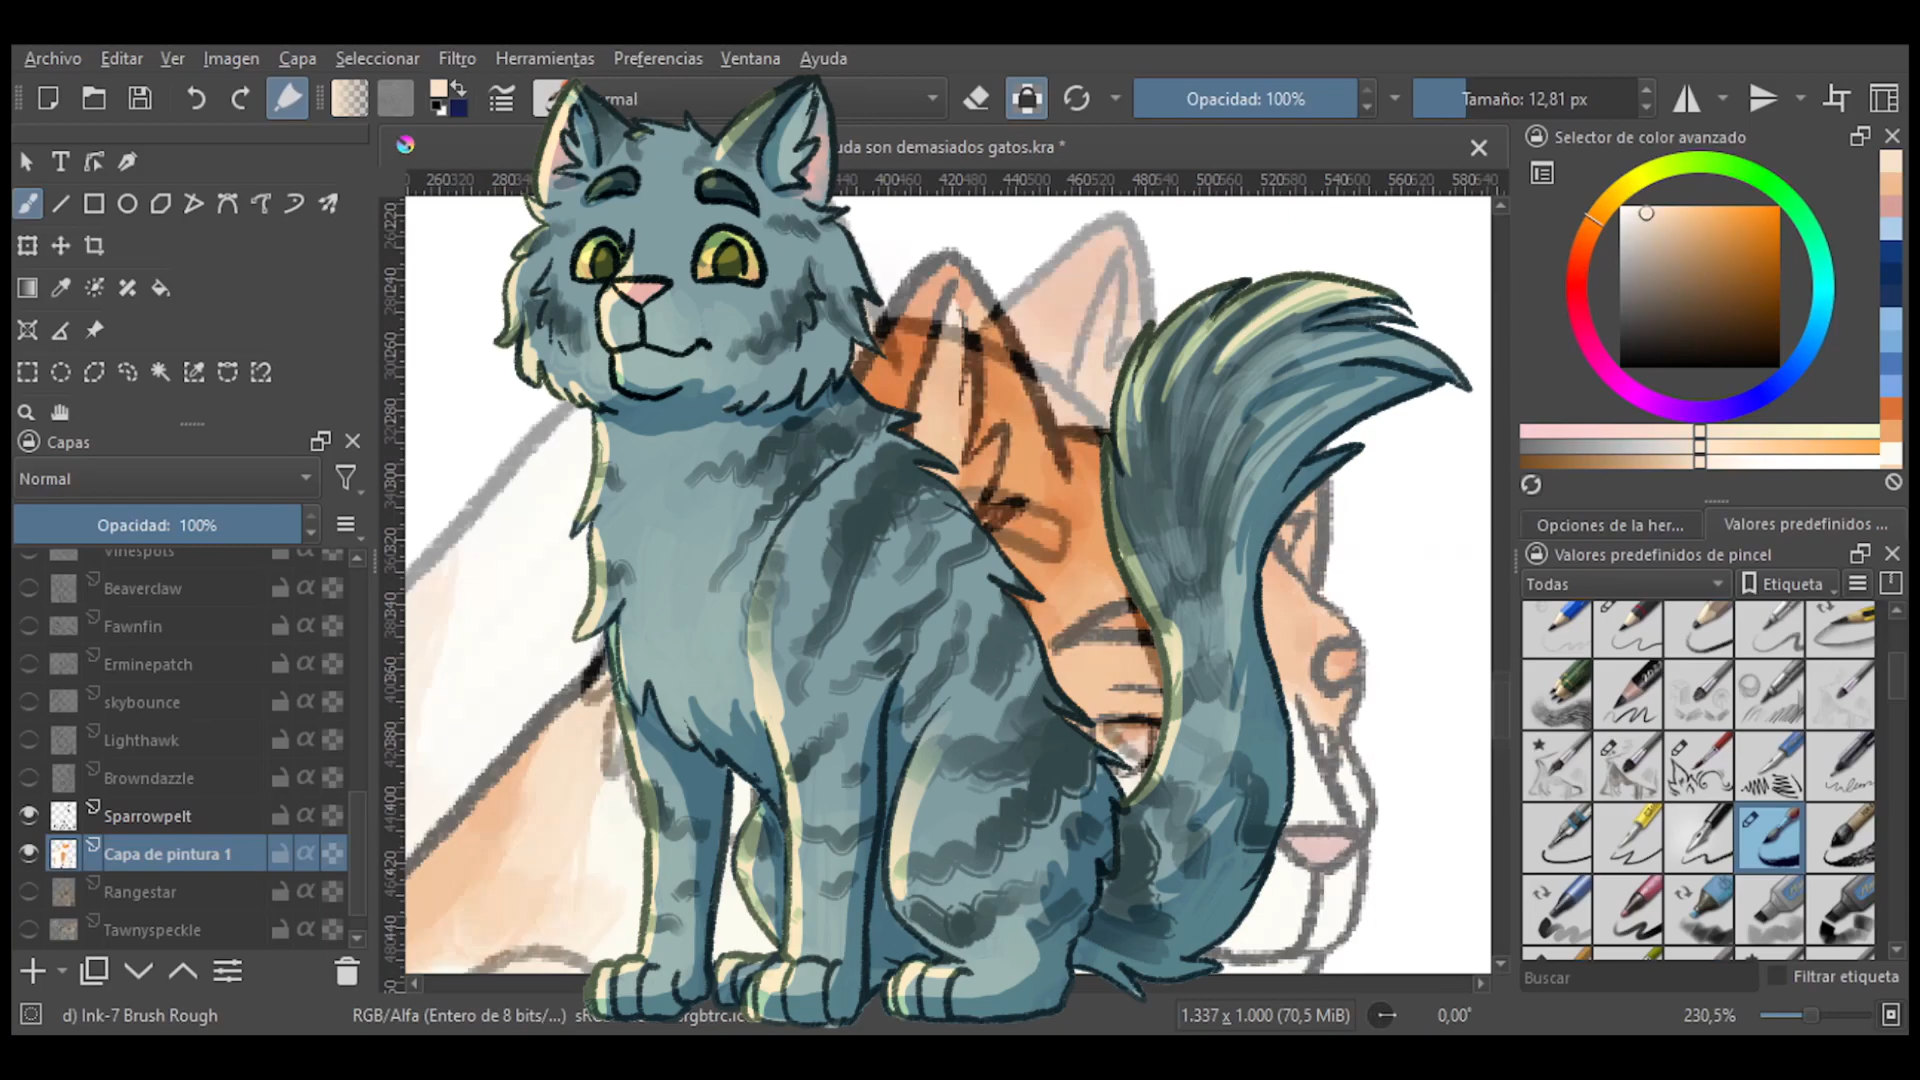 Archivo Editar Ver Imagen Capa Seleccionar Filtro Herramientas Preferencias Ventana Ayuda
Opacidad: 100% Tamaño: 12,81 px
Selector de color avanzado
uda son demasiados gatos.kra *
Capas
Normal
Opacidad: 100%
Vinespots
Beaverclaw
Fawnfin
Erminepatch
skybounce
Lighthawk
Browndazzle
Sparrowpelt
Capa de pintura 1
Rangestar
Tawnyspeckle
Opciones de la her... Valores predefinidos ...
Valores predefinidos de pincel
Todas Etiqueta
Buscar Filtrar etiqueta
d) Ink-7 Brush Rough RGB/Alfa (Entero de 8 bits/...) 1.337 x 1.000 (70,5 MiB) 0,00° 230,5%